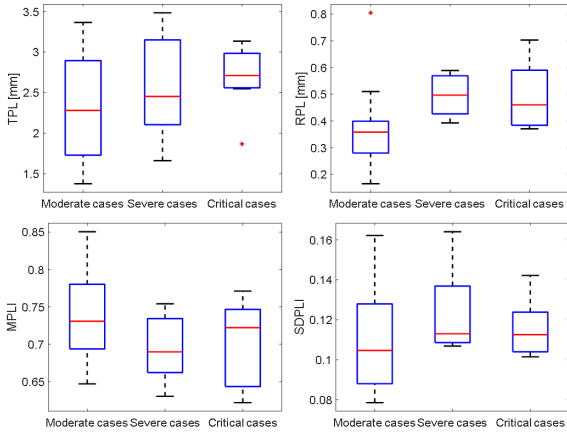 TPL [mm]
3.5
3
2.5
2
1.5
Moderate cases Severe cases Critical cases
RPL [mm]
0.8
0.7
0.6
0.5
0.4
0.3
0.2
Moderate cases Severe cases Critical cases
MPLI
0.85
0.8
0.75
0.7
0.65
Moderate cases Severe cases Critical cases
SDPLI
0.16
0.14
0.12
0.1
0.08
Moderate cases Severe cases Critical cases